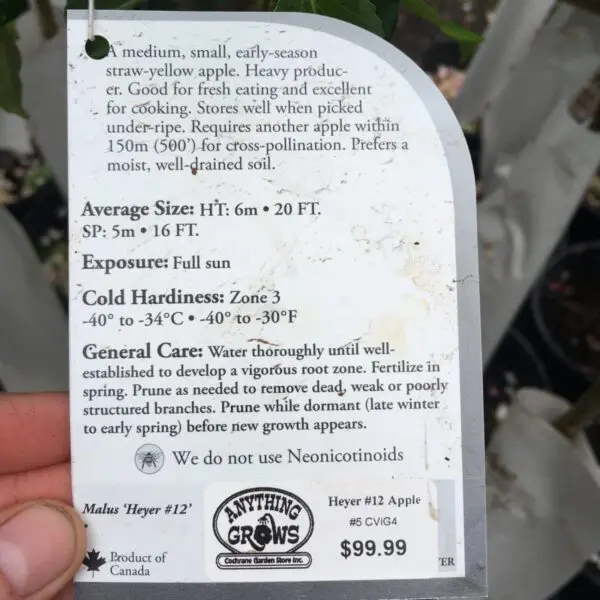 A medium, small, early-season
straw-yellow apple. Heavy produc-
er. Good for fresh eating and excellent
for cooking. Stores well when picked
under-ripe. Requires another apple within
150m (500') for cross-pollination. Prefers a
moist, well-drained soil.
Average Size: HT: 6m • 20 FT.
SP: 5m • 16 FT.
Exposure: Full sun
Cold Hardiness: Zone 3
-40° to -34°C • -40° to -30°F
General Care: Water thoroughly until well-
established to develop a vigorous root zone. Fertilize in
spring. Prune as needed to remove dead, weak or poorly
structured branches. Prune while dormant (late winter
to early spring) before new growth appears.
We do not use Neonicotinoids
Malus 'Heyer #12'
Product of
Canada
ANYTHING
GROWS
Cochrane Garden Store Inc.
Heyer #12 Apple
#5 CVIG4
$99.99
ER